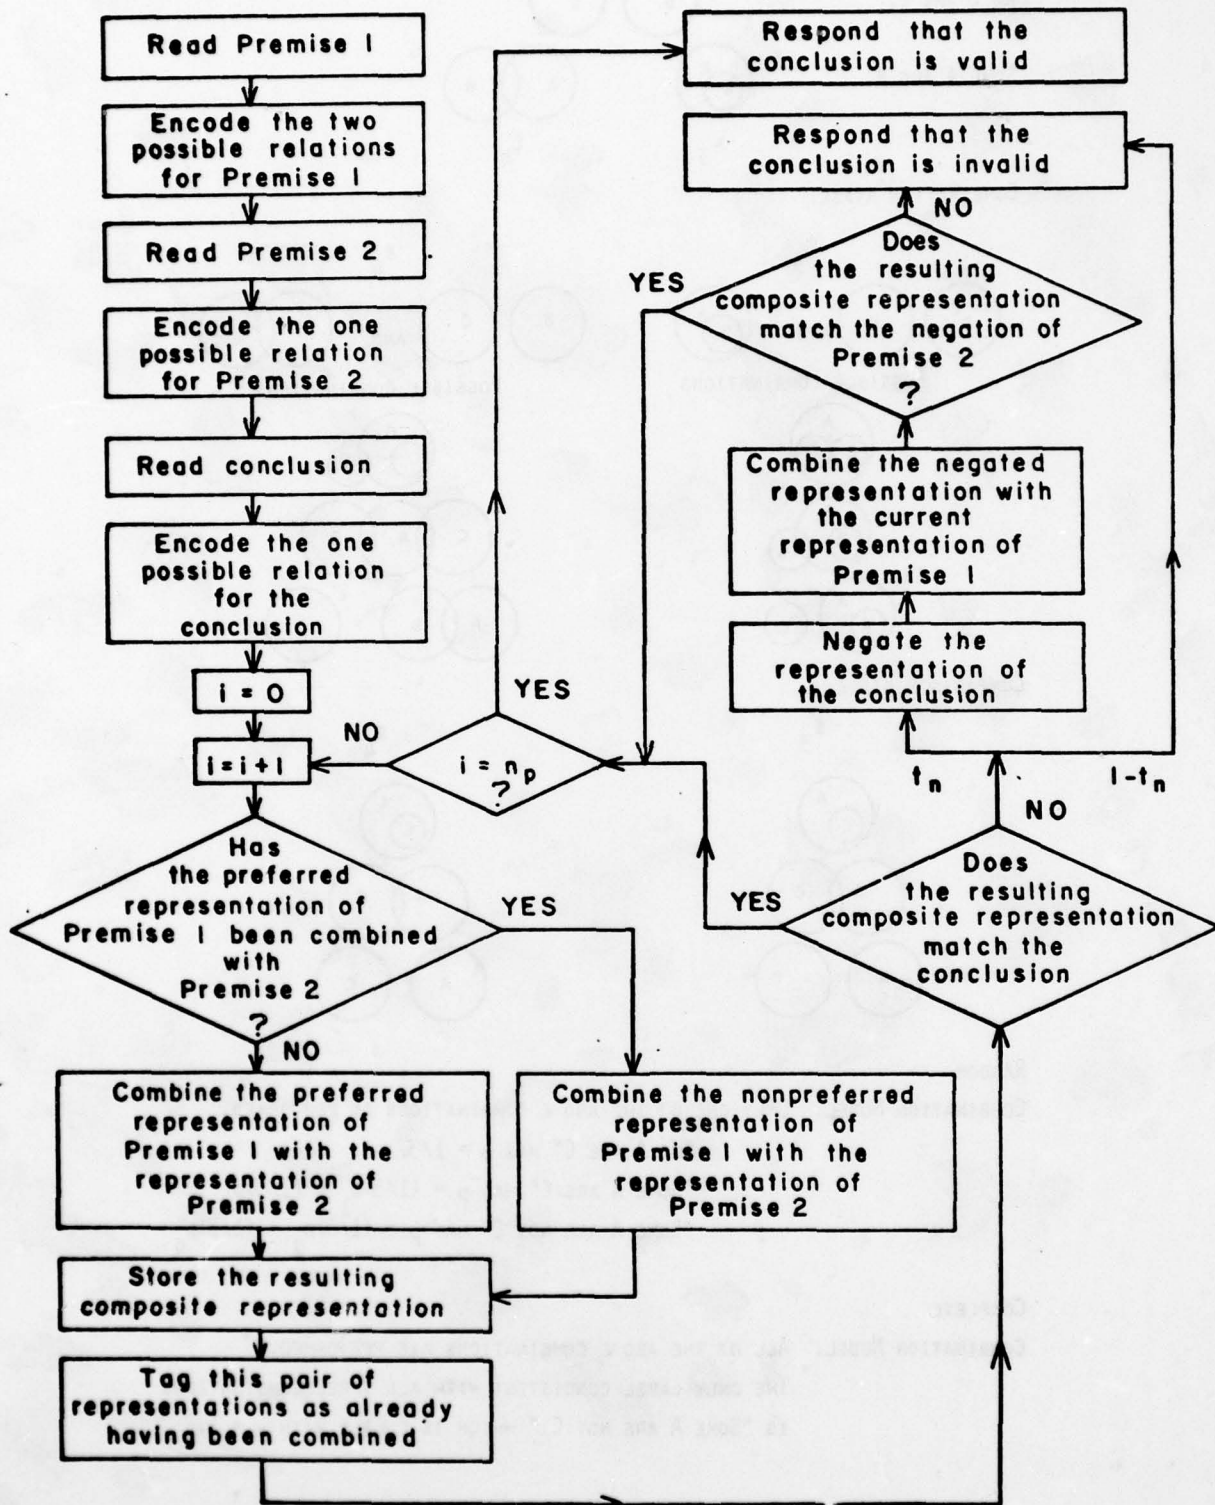 Read Premise 1
Encode the two
possible relations
for Premise 1
Read Premise 2
Encode the one
possible relation
for Premise 2
Read conclusion
Encode the one
possible relation
for the
conclusion
i = 0
i = i + 1
NO
i = np
?
YES
Has
the preferred
representation of
Premise 1 been combined
with
Premise 2
?
YES
NO
Combine the preferred
representation of
Premise 1 with the
representation of
Premise 2
Combine the nonpreferred
representation of
Premise 1 with the
representation of
Premise 2
Store the resulting
composite representation
Tag this pair of
representations as already
having been combined
Does
the resulting
composite representation
match the
conclusion
YES
NO
tn
1-tn
Negate the
representation of
the conclusion
Combine the negated
representation with
the current
representation of
Premise 1
Does
the resulting
composite representation
match the negation of
Premise 2
?
YES
NO
Respond that the
conclusion is invalid
Respond that the
conclusion is valid